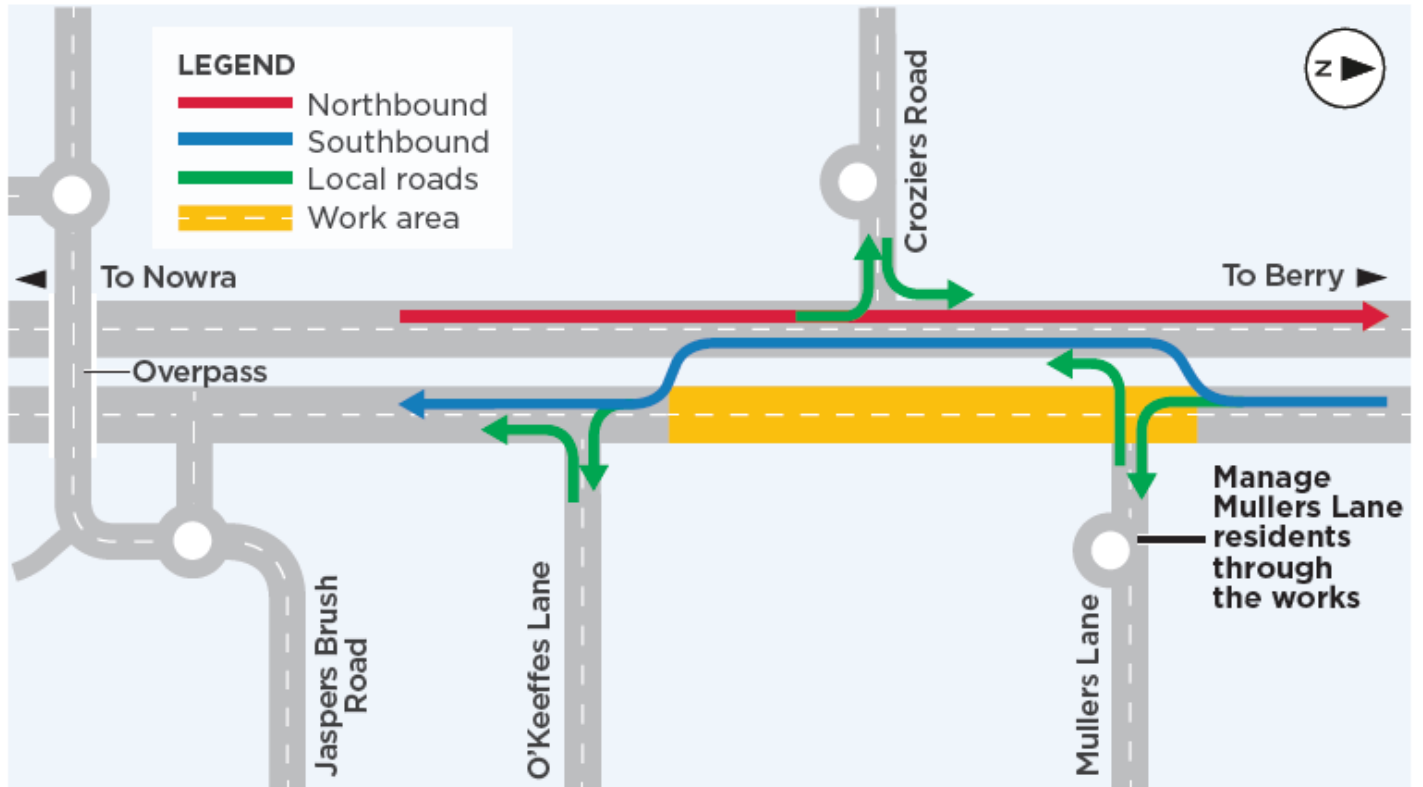 LEGEND
Northbound
Southbound
Local roads
Work area
N
Croziers Road
To Nowra
To Berry
Overpass
Manage
Mullers Lane
residents
through
the works
Jaspers Brush
Road
O'Keeffes Lane
Mullers Lane